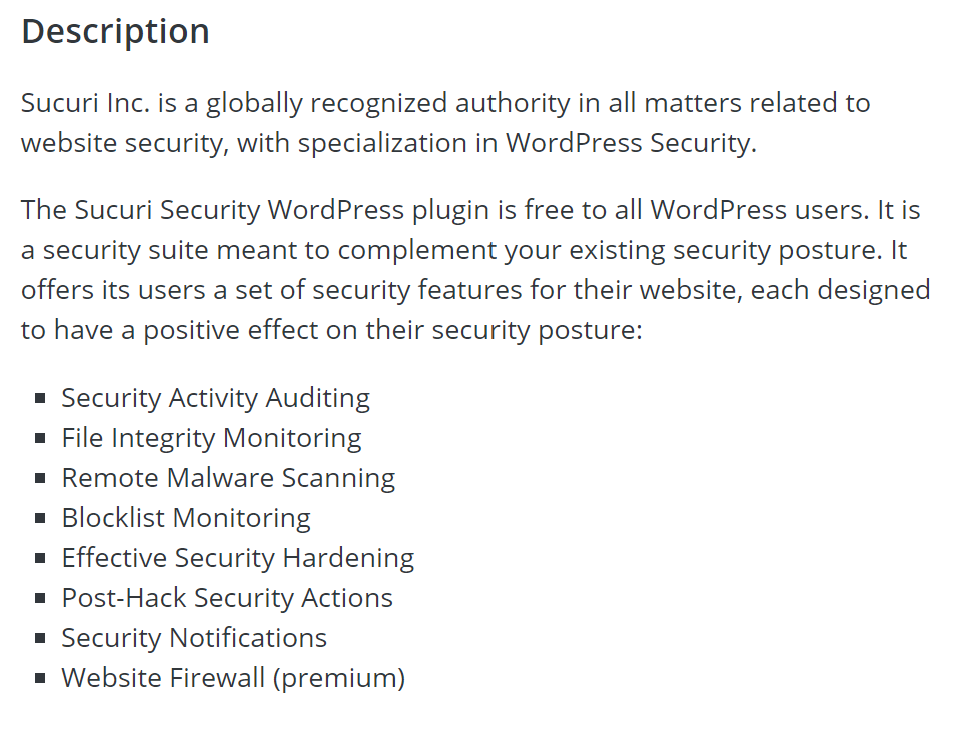 Description
Sucuri Inc. is a globally recognized authority in all matters related to
website security, with specialization in WordPress Security.
The Sucuri Security WordPress plugin is free to all WordPress users. It is
a security suite meant to complement your existing security posture. It
offers its users a set of security features for their website, each designed
to have a positive effect on their security posture:
Security Activity Auditing
File Integrity Monitoring
Remote Malware Scanning
Blocklist Monitoring
Effective Security Hardening
Post-Hack Security Actions
Security Notifications
Website Firewall (premium)